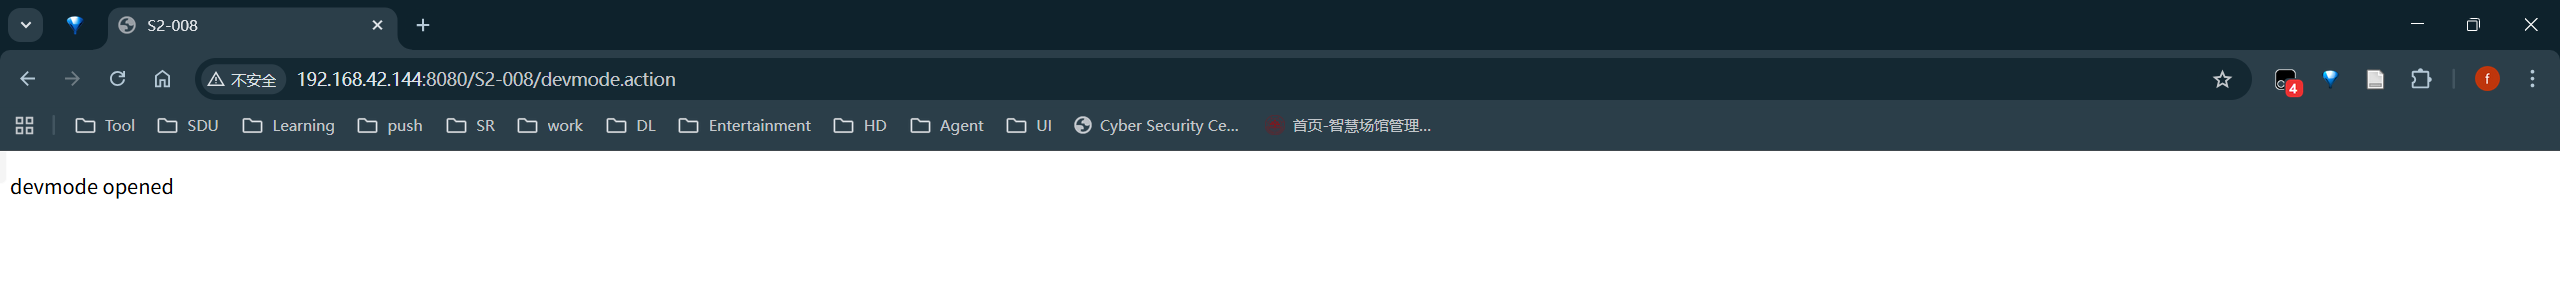 S2-008
不安全 192.168.42.144:8080/S2-008/devmode.action 4 f
Tool SDU Learning push SR work DL Entertainment HD Agent UI Cyber Security Ce... 首页-智慧场馆管理...
devmode opened